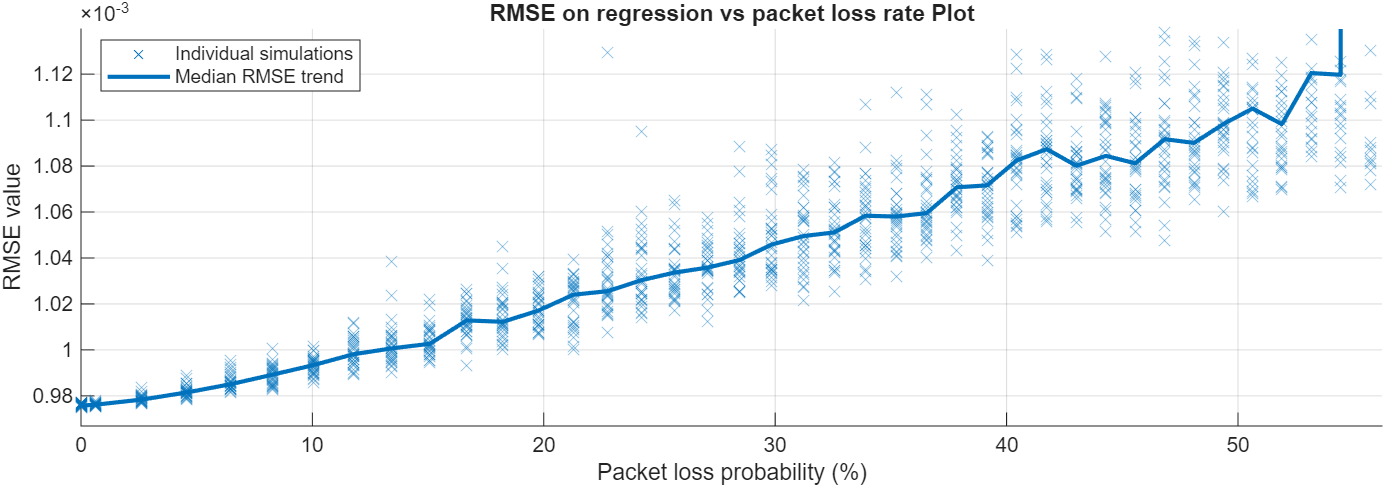 RMSE on regression vs packet loss rate Plot
×10⁻³
Individual simulations
Median RMSE trend
1.12
1.1
1.08
1.06
1.04
1.02
1
0.98
RMSE value
0 10 20 30 40 50
Packet loss probability (%)